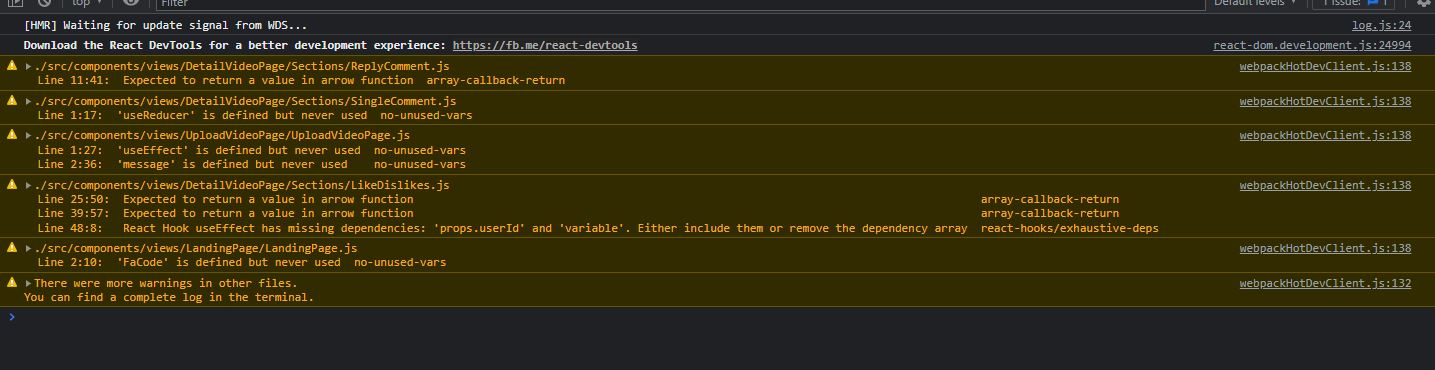 top
Filter
Default levels
1 Issue: 1
[HMR] Waiting for update signal from WDS... log.js:24
Download the React DevTools for a better development experience: https://fb.me/react-devtools react-dom.development.js:24994
./src/components/views/DetailVideoPage/Sections/ReplyComment.js webpackHotDevClient.js:138
Line 11:41: Expected to return a value in arrow function array-callback-return
./src/components/views/DetailVideoPage/Sections/SingleComment.js webpackHotDevClient.js:138
Line 1:17: 'useReducer' is defined but never used no-unused-vars
./src/components/views/UploadVideoPage/UploadVideoPage.js webpackHotDevClient.js:138
Line 1:27: 'useEffect' is defined but never used no-unused-vars
Line 2:36: 'message' is defined but never used no-unused-vars
./src/components/views/DetailVideoPage/Sections/LikeDislikes.js webpackHotDevClient.js:138
Line 25:50: Expected to return a value in arrow function array-callback-return
Line 39:57: Expected to return a value in arrow function array-callback-return
Line 48:8: React Hook useEffect has missing dependencies: 'props.userId' and 'variable'. Either include them or remove the dependency array react-hooks/exhaustive-deps
./src/components/views/LandingPage/LandingPage.js webpackHotDevClient.js:138
Line 2:10: 'FaCode' is defined but never used no-unused-vars
There were more warnings in other files. webpackHotDevClient.js:132
You can find a complete log in the terminal.